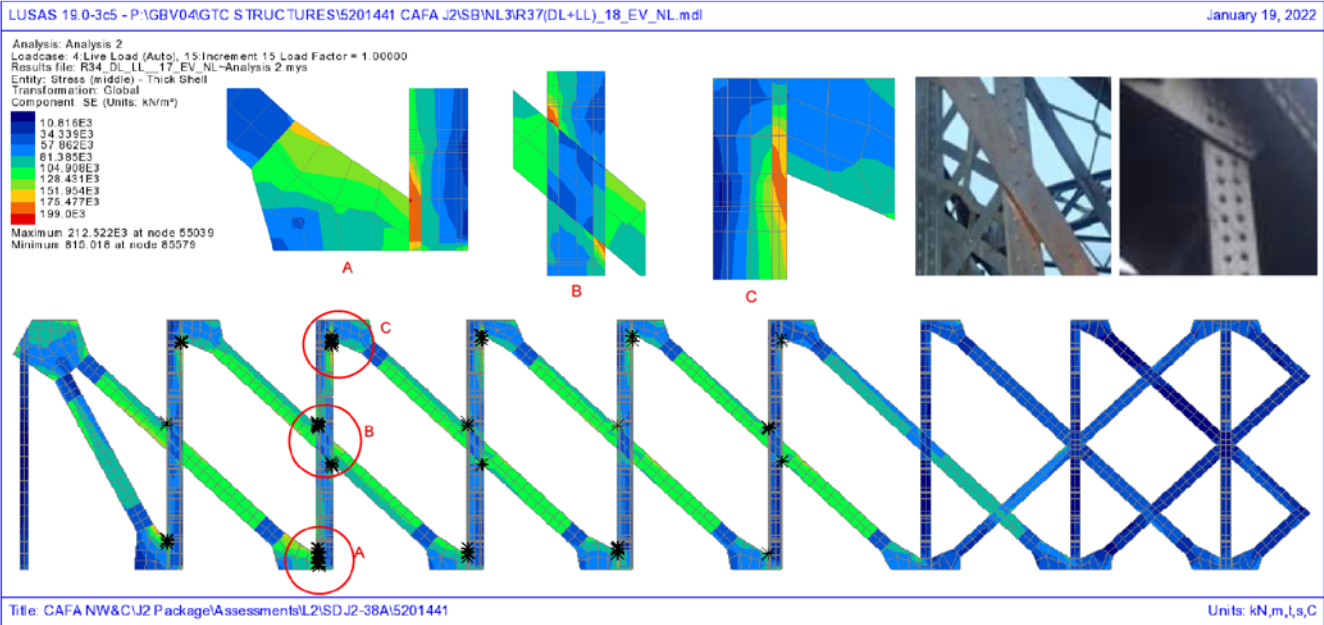 LUSAS 19.0-3c5 - P:\GBV04\GTC STRUCTURES\5201441 CAFA J2\SB\NL3\R37(DL+LL)_18_EV_NL.mdl
January 19, 2022
Analysis: Analysis 2
Loadcase: 4:Live Load (Auto), 15:Increment 15 Load Factor = 1.00000
Results file: R34_DL_LL__17_EV_NL~Analysis 2.mys
Entity: Stress (middle) - Thick Shell
Transformation: Global
Component: SE (Units: kN/m²)
10.816E3
34.339E3
57.862E3
81.385E3
104.908E3
128.431E3
151.954E3
175.477E3
199.0E3
Maximum 212.522E3 at node 55039
Minimum 815.018 at node 85579
A
B
C
C
B
A
Title: CAFA NW&C\J2 Package\Assessments\L2\SDJ2-38A\5201441
Units: kN,m,t,s,C